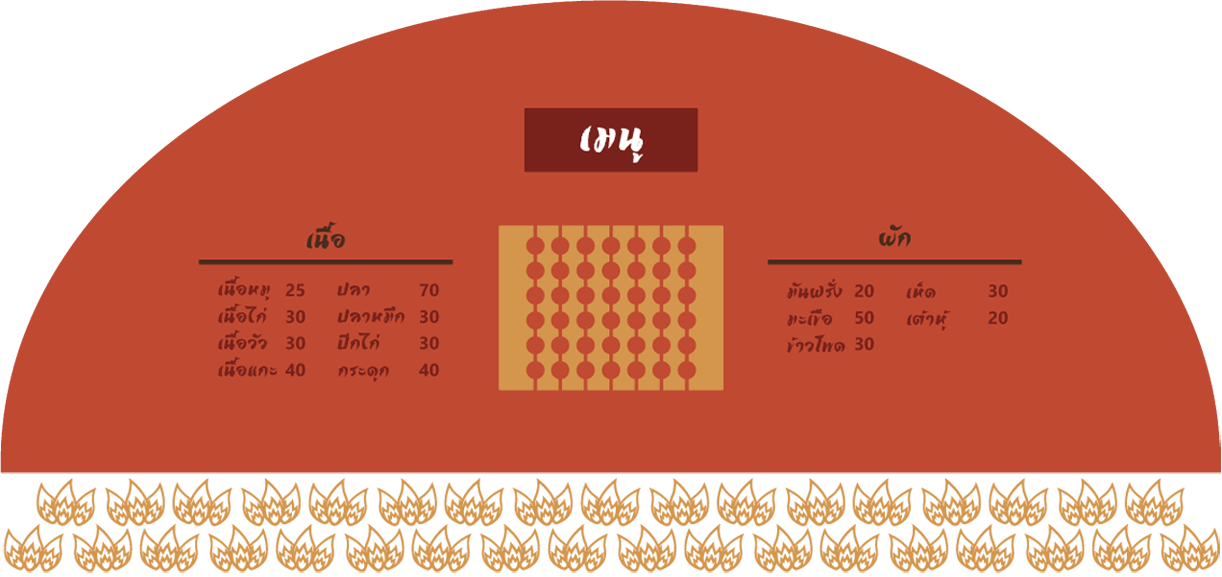 เมนู
เนื้อ
เนื้อหมู 25 ปลา 70
เนื้อไก่ 30 ปลาหมึก 30
เนื้อวัว 30 ปีกไก่ 30
เนื้อแกะ 40 กระดูก 40
ผัก
มันฝรั่ง 20 เห็ด 30
มะเขือ 50 เต้าหู้ 20
ข้าวโพด 30